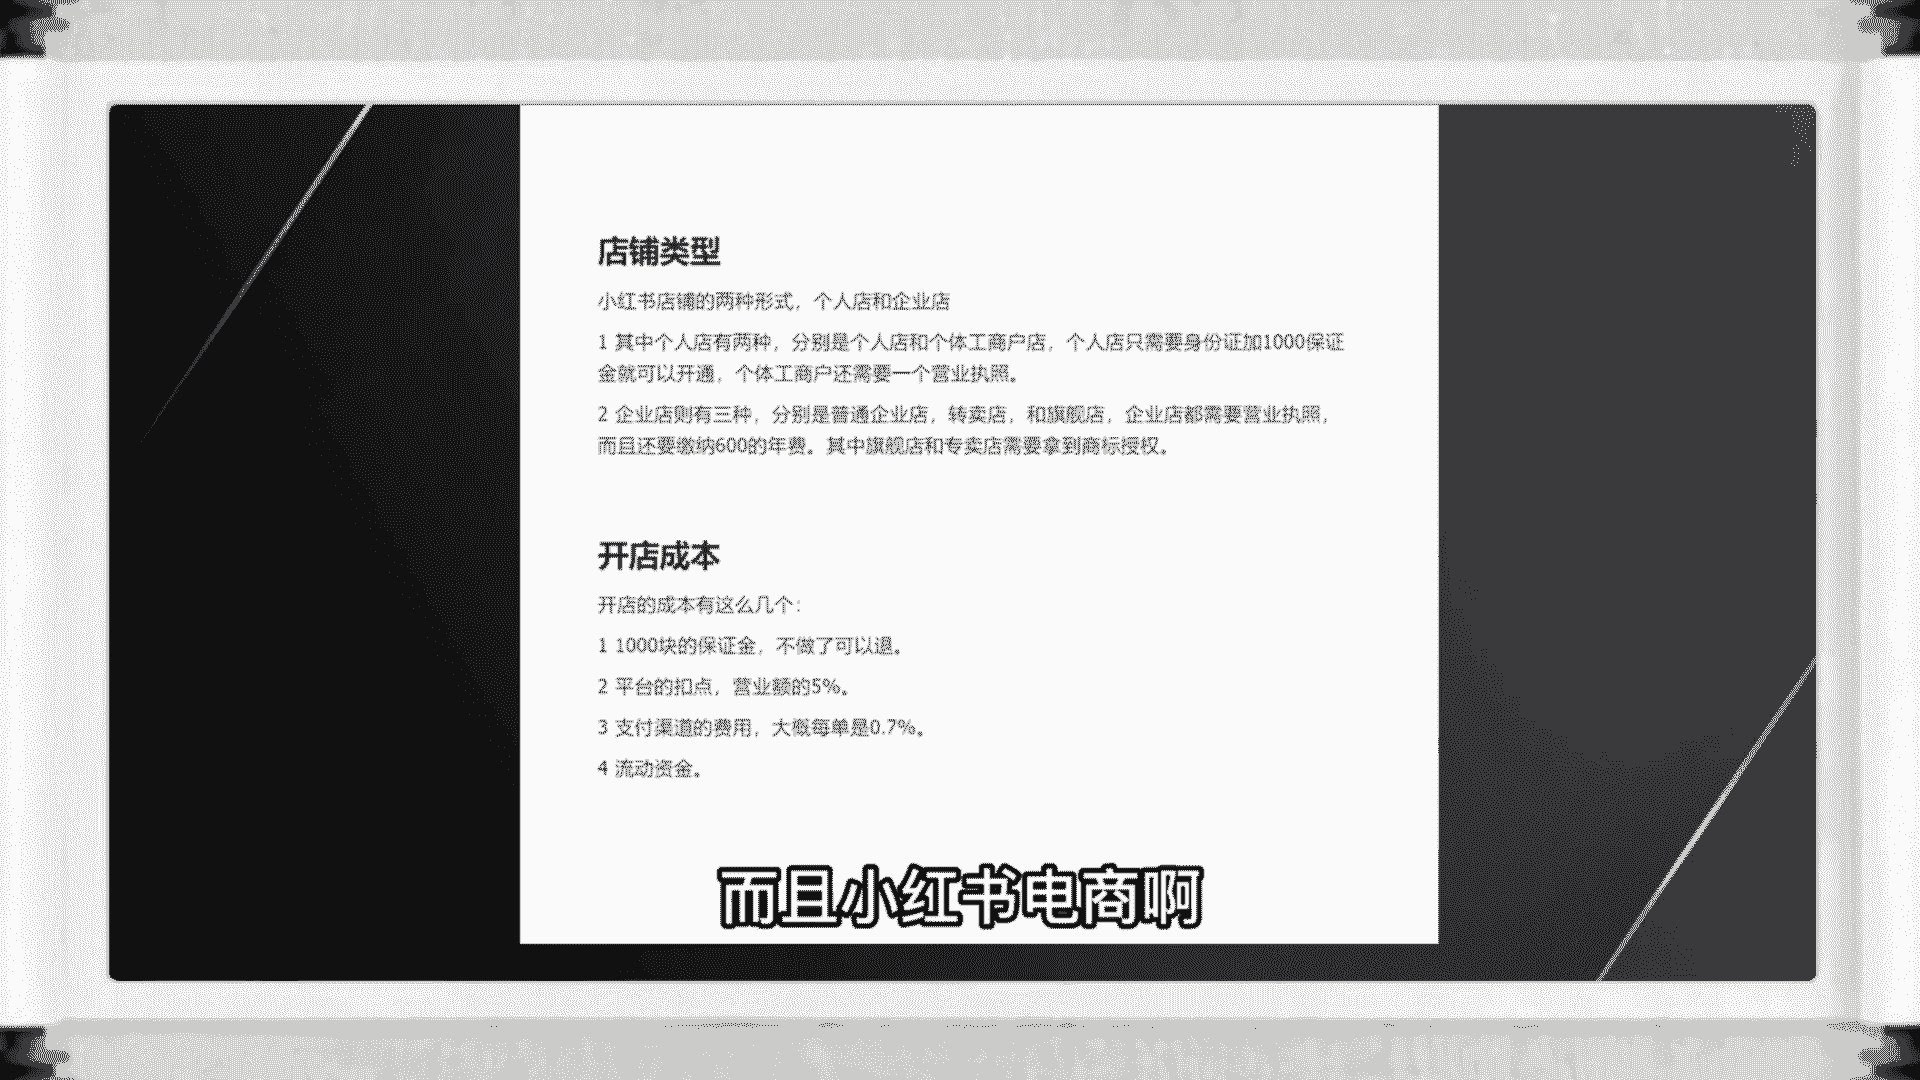 店铺类型
小红书店铺的两种形式，个人店和企业店
1 其中个人店有两种，分别是个人店和个体工商户店，个人店只需要身份证加1000保证
金就可以开通，个体工商户还需要一个营业执照。
2 企业店则有三种，分别是普通企业店，转卖店，和旗舰店，企业店都需要营业执照，
而且还要缴纳600的年费。其中旗舰店和专卖店需要拿到商标授权。
开店成本
开店的成本有这么几个：
1 1000块的保证金，不做了可以退。
2 平台的扣点，营业额的5%。
3 支付渠道的费用，大概每单是0.7%。
4 流动资金。
而且小红书电商啊